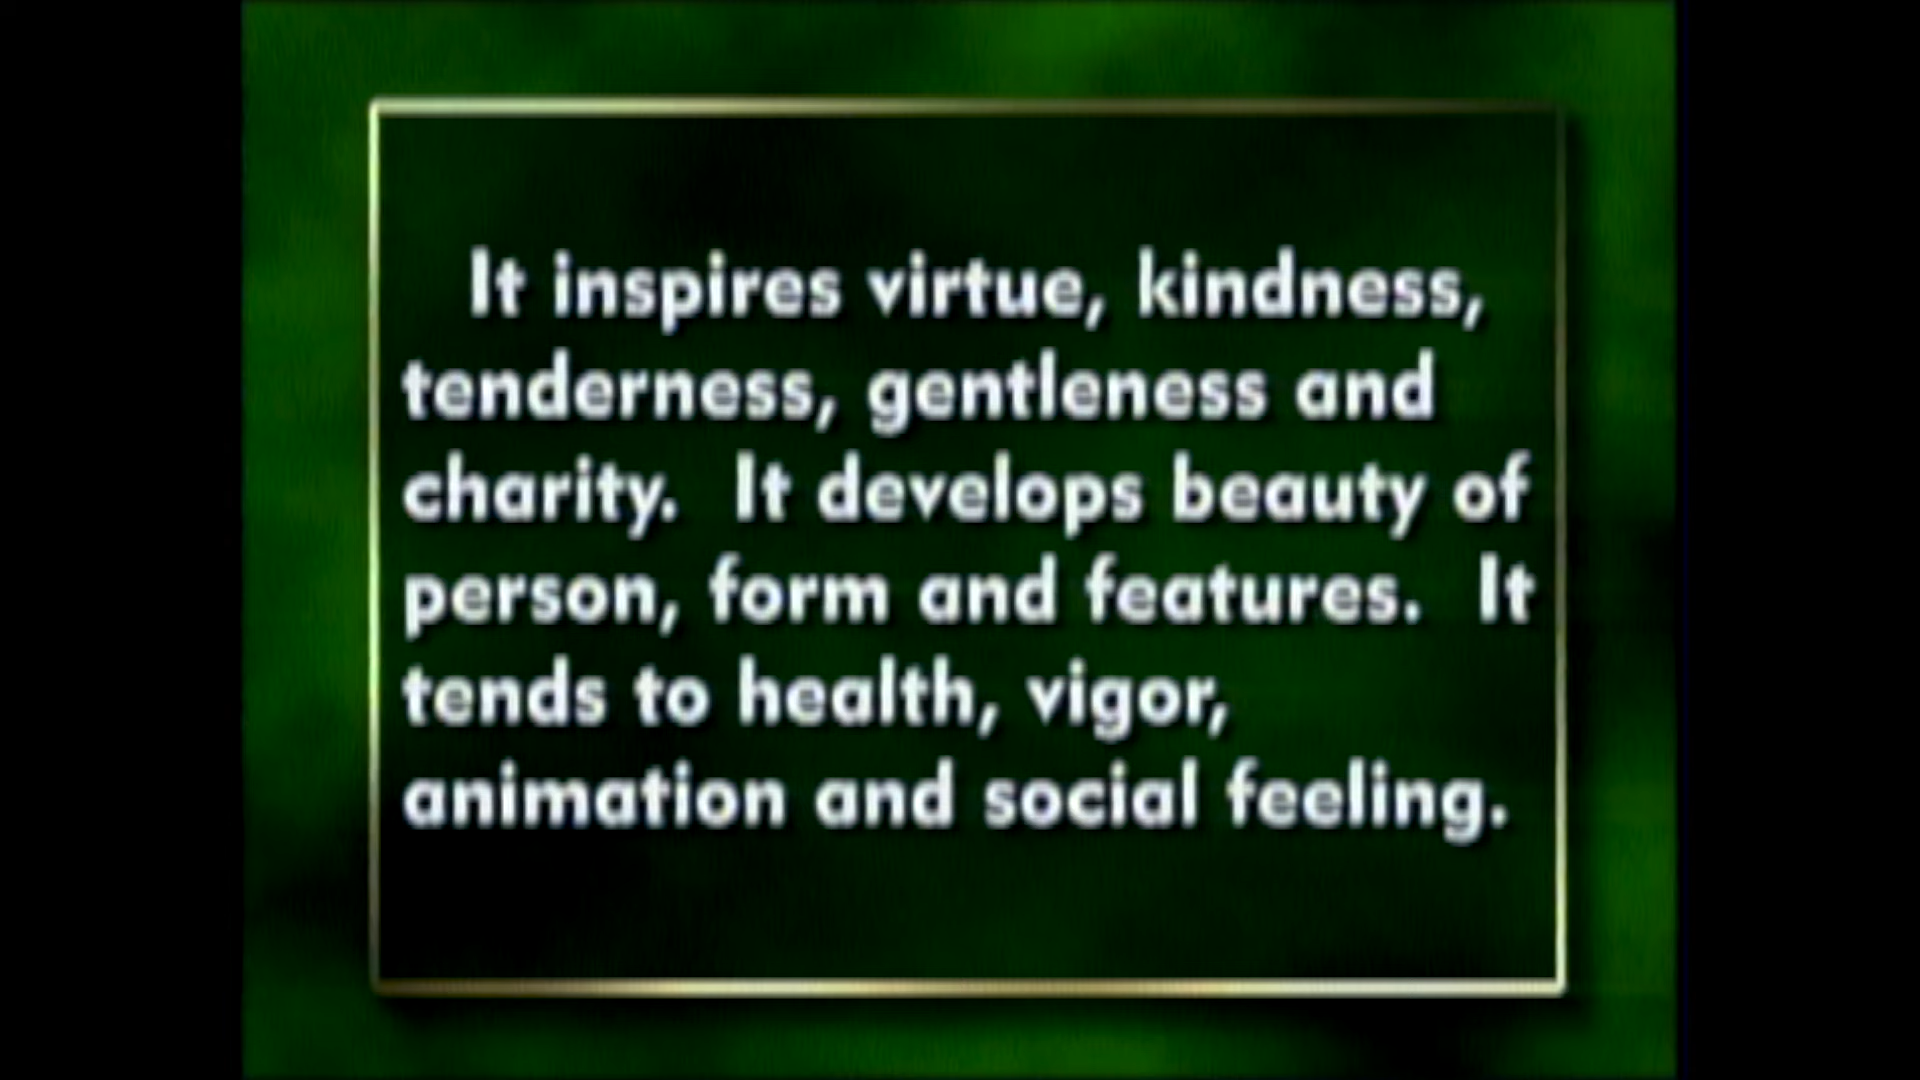 It inspires virtue, kindness,
tenderness, gentleness and
charity.  It develops beauty of
person, form and features.  It
tends to health, vigor,
animation and social feeling.